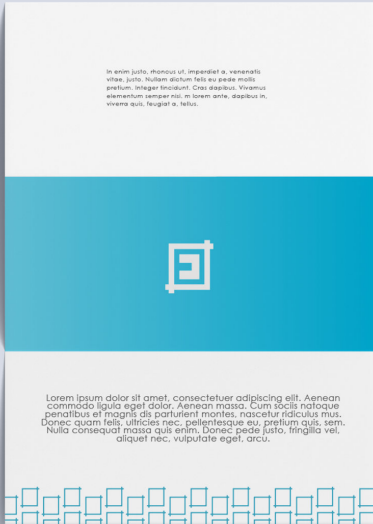 In enim justo, rhoncus ut, imperdiet a, venenatis
vitae, justo. Nullam dictum felis eu pede mollis
pretium. Integer tincidunt. Cras dapibus. Vivamus
elementum semper nisi. m lorem ante, dapibus in,
viverra quis, feugiat a, tellus.
Lorem ipsum dolor sit amet, consectetuer adipiscing elit. Aenean
commodo ligula eget dolor. Aenean massa. Cum sociis natoque
penatibus et magnis dis parturient montes, nascetur ridiculus mus.
Donec quam felis, ultricies nec, pellentesque eu, pretium quis, sem.
Nulla consequat massa quis enim. Donec pede justo, fringilla vel,
aliquet nec, vulputate eget, arcu.